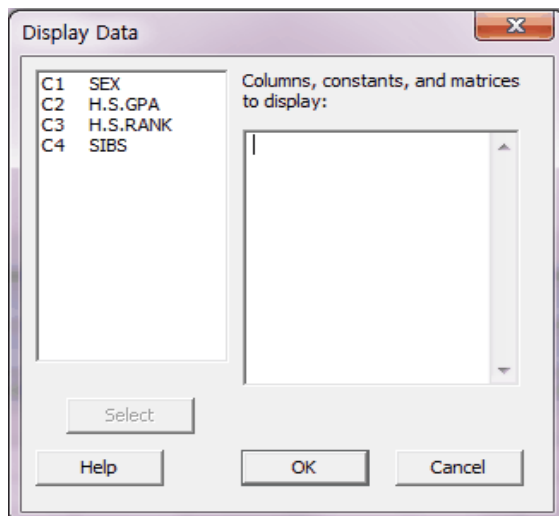 Display Data
C1 SEX
C2 H.S.GPA
C3 H.S.RANK
C4 SIBS
Columns, constants, and matrices
to display:
Select
Help
OK
Cancel